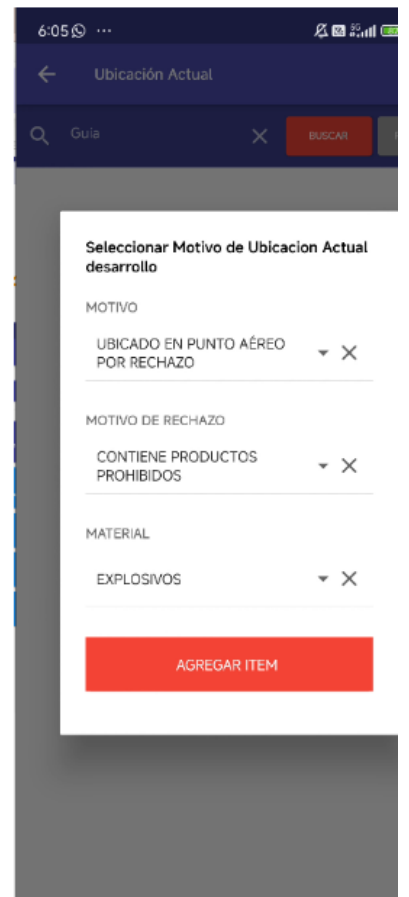 6:05
Ubicación Actual
Guia
BUSCAR
Seleccionar Motivo de Ubicacion Actual
desarrollo
MOTIVO
UBICADO EN PUNTO AÉREO
POR RECHAZO
MOTIVO DE RECHAZO
CONTIENE PRODUCTOS
PROHIBIDOS
MATERIAL
EXPLOSIVOS
AGREGAR ITEM